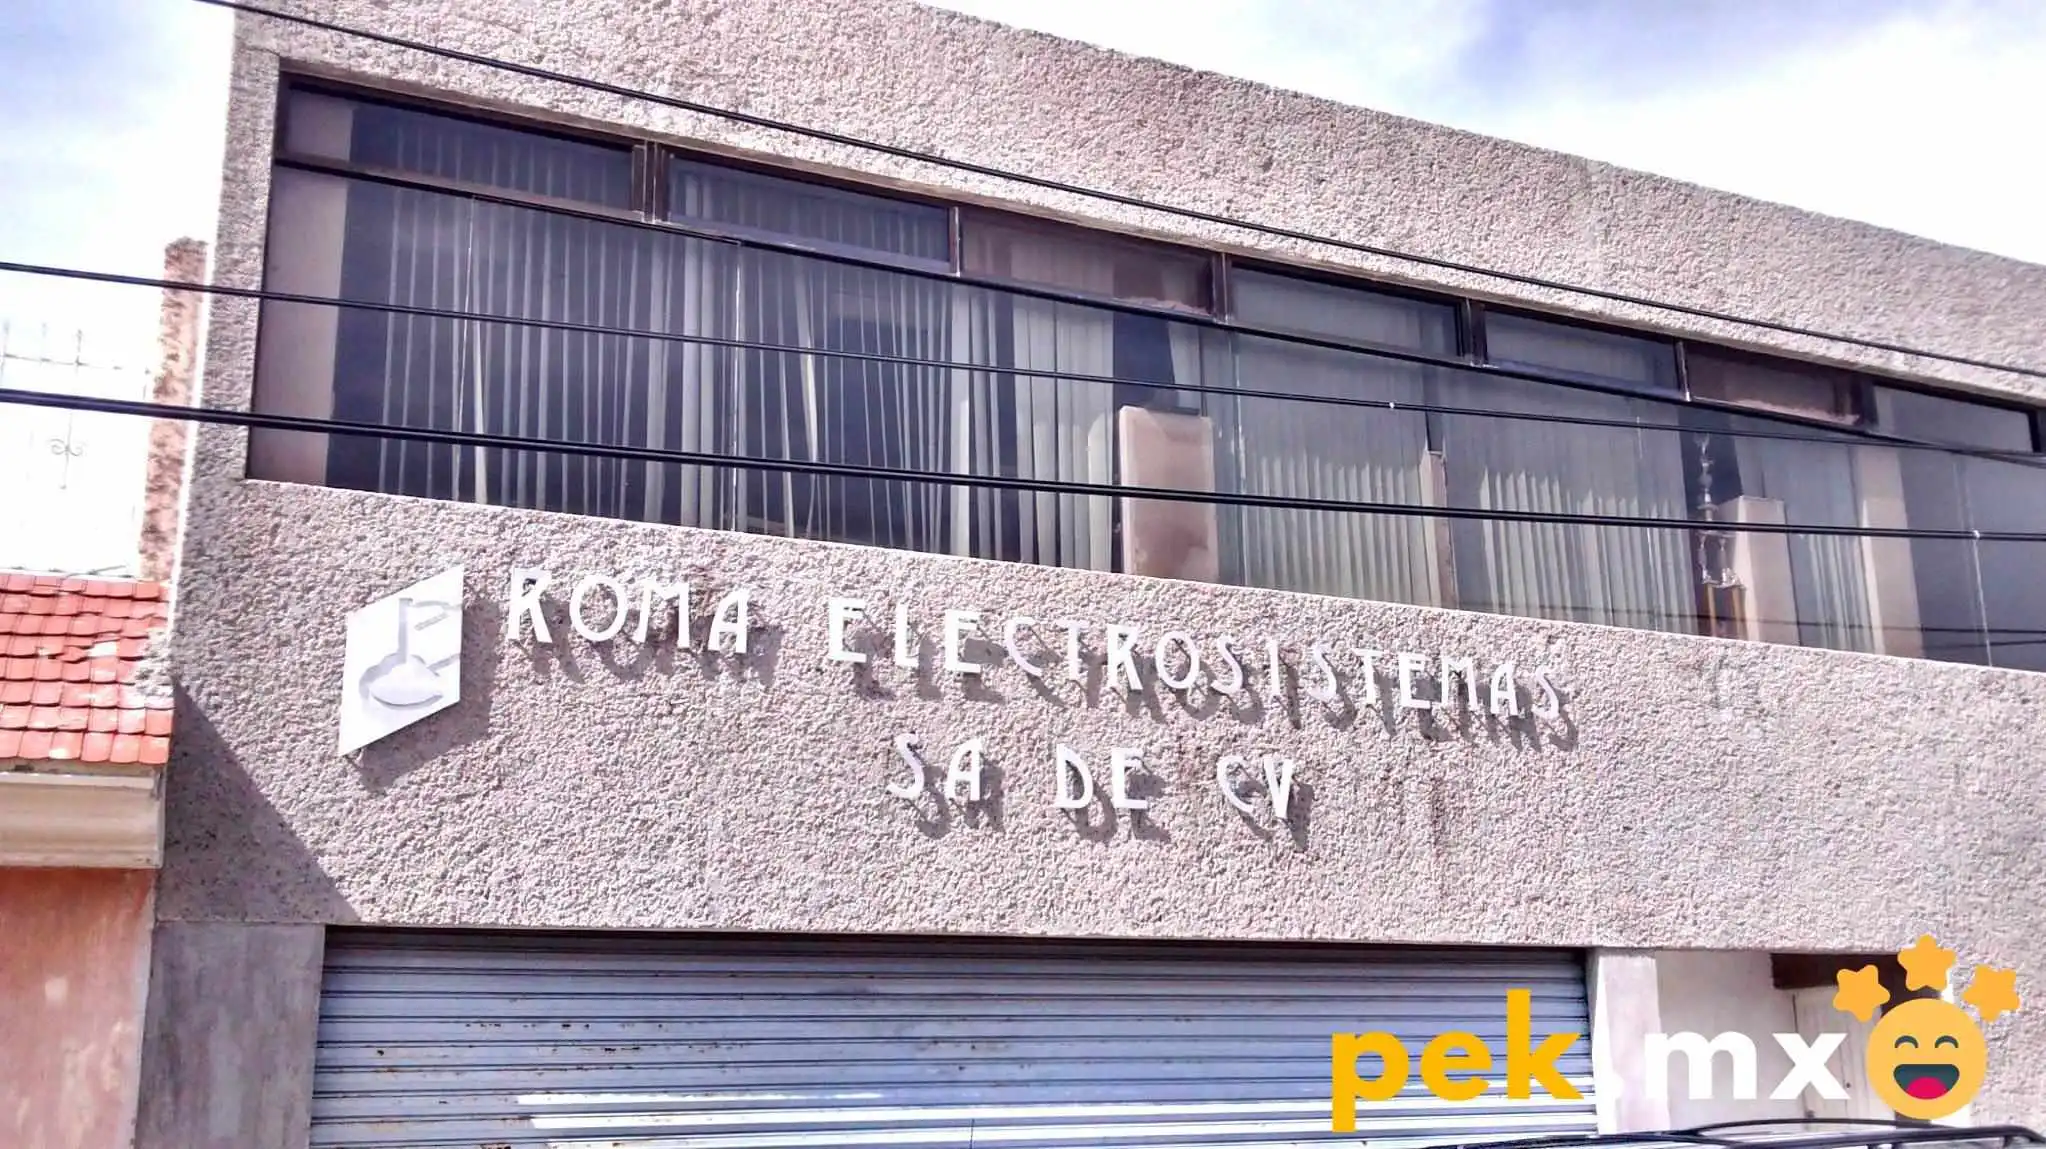 ROMA ELECTROSISTEMAS
SA DE CV
pek.mx